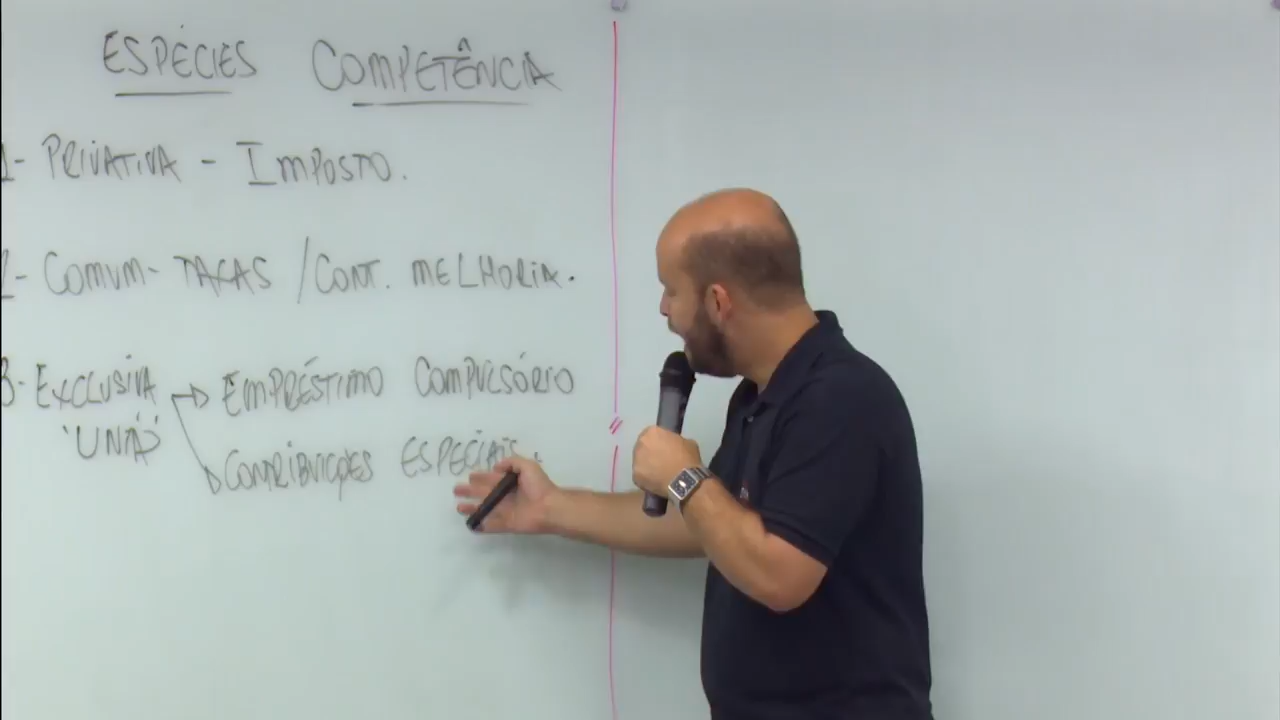 ESPÉCIES COMPETÊNCIA
1- PRIVATIVA - IMPOSTO.
2- COMUM- TAXAS / CONT. MELHORIA.
3- EXCLUSIVA → EMPRÉSTIMO COMPULSÓRIO
"UNIÃO"
CONTRIBUIÇÕES ESPECIAIS.